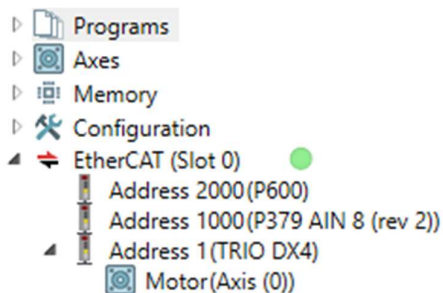 Programs
Axes
Memory
Configuration
EtherCAT (Slot 0)
Address 2000(P600)
Address 1000(P379 AIN 8 (rev 2))
Address 1(TRIO DX4)
Motor(Axis (0))